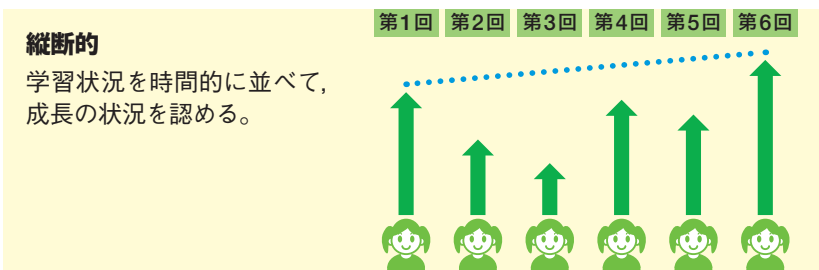 縦断的
学習状況を時間的に並べて,
成長の状況を認める。
第1回 第2回 第3回 第4回 第5回 第6回